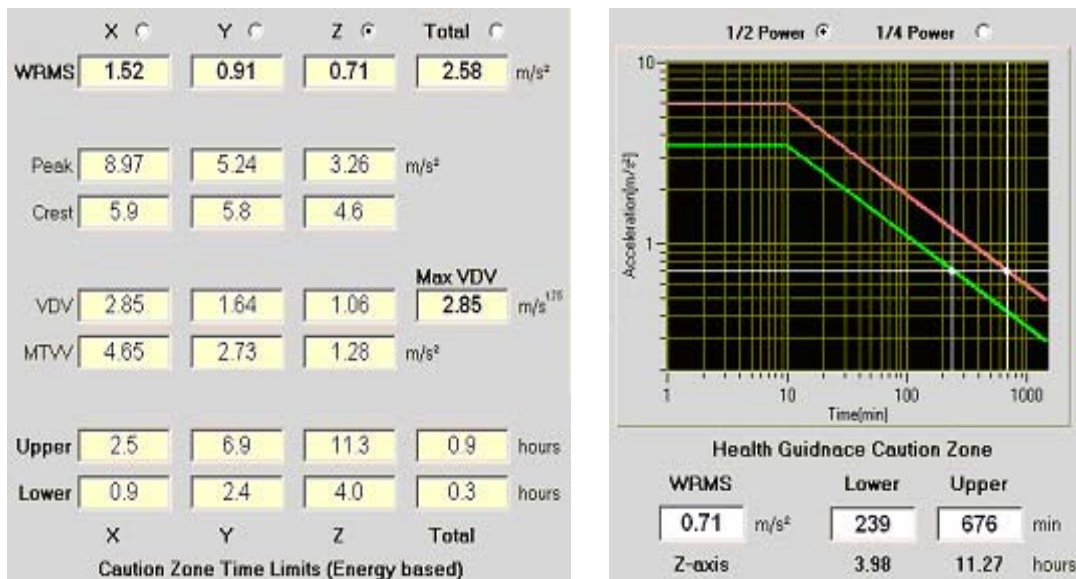 X Y Z Total
WRMS 1.52 0.91 0.71 2.58 m/s²
Peak 8.97 5.24 3.26 m/s²
Crest 5.9 5.8 4.6
Max VDV
VDV 2.85 1.64 1.06 2.85 m/s¹·⁷⁵
MTVV 4.65 2.73 1.28 m/s²
Upper 2.5 6.9 11.3 0.9 hours
Lower 0.9 2.4 4.0 0.3 hours
X Y Z Total
Caution Zone Time Limits (Energy based)
1/2 Power 1/4 Power
10
Acceleration[m/s²]
1
1 10 100 1000
Time[min]
Health Guidnace Caution Zone
WRMS Lower Upper
0.71 m/s² 239 676 min
Z-axis 3.98 11.27 hours